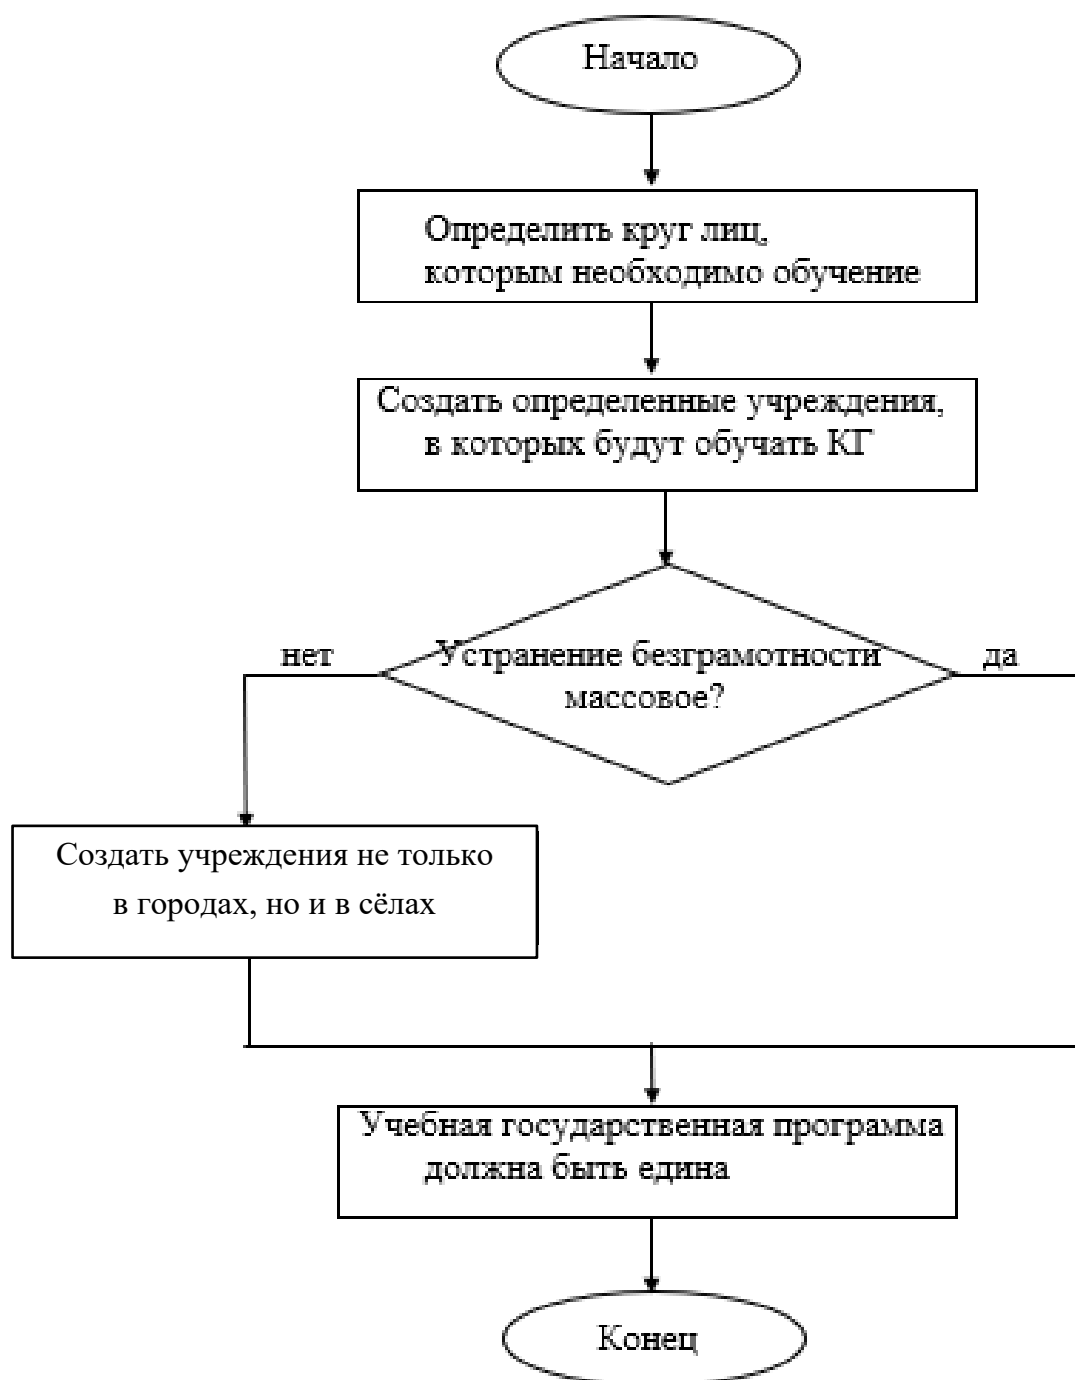 Начало
Определить круг лиц,
которым необходимо обучение
Создать определенные учреждения,
в которых будут обучать КГ
Устранение безграмотности
массовое?
нет
да
Создать учреждения не только
в городах, но и в сёлах
Учебная государственная программа
должна быть едина
Конец